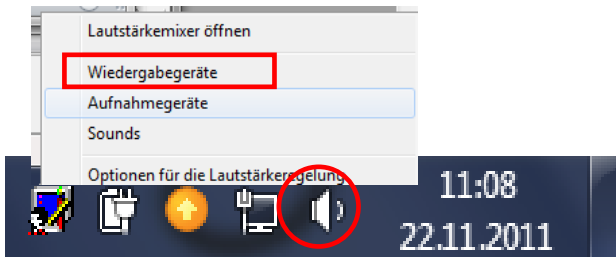 Lautstärkemixer öffnen
Wiedergabegeräte
Aufnahmegeräte
Sounds
Optionen für die Lautstärkeregelung
11:08
22.11.2011